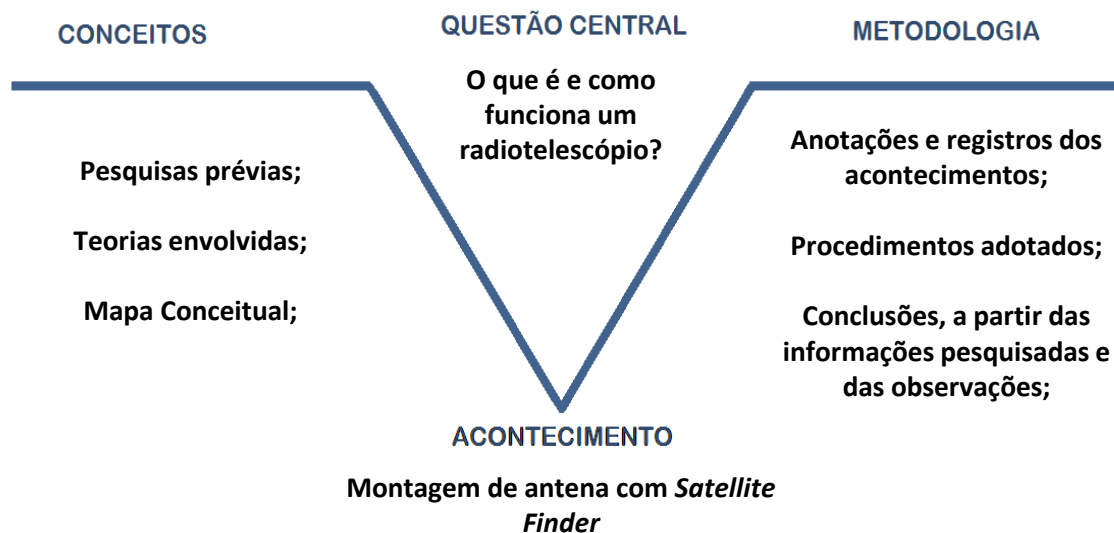 CONCEITOS
Pesquisas prévias;
Teorias envolvidas;
Mapa Conceitual;
QUESTÃO CENTRAL
O que é e como
funciona um
radiotelescópio?
METODOLOGIA
Anotações e registros dos
acontecimentos;
Procedimentos adotados;
Conclusões, a partir das
informações pesquisadas e
das observações;
ACONTECIMENTO
Montagem de antena com Satellite
Finder